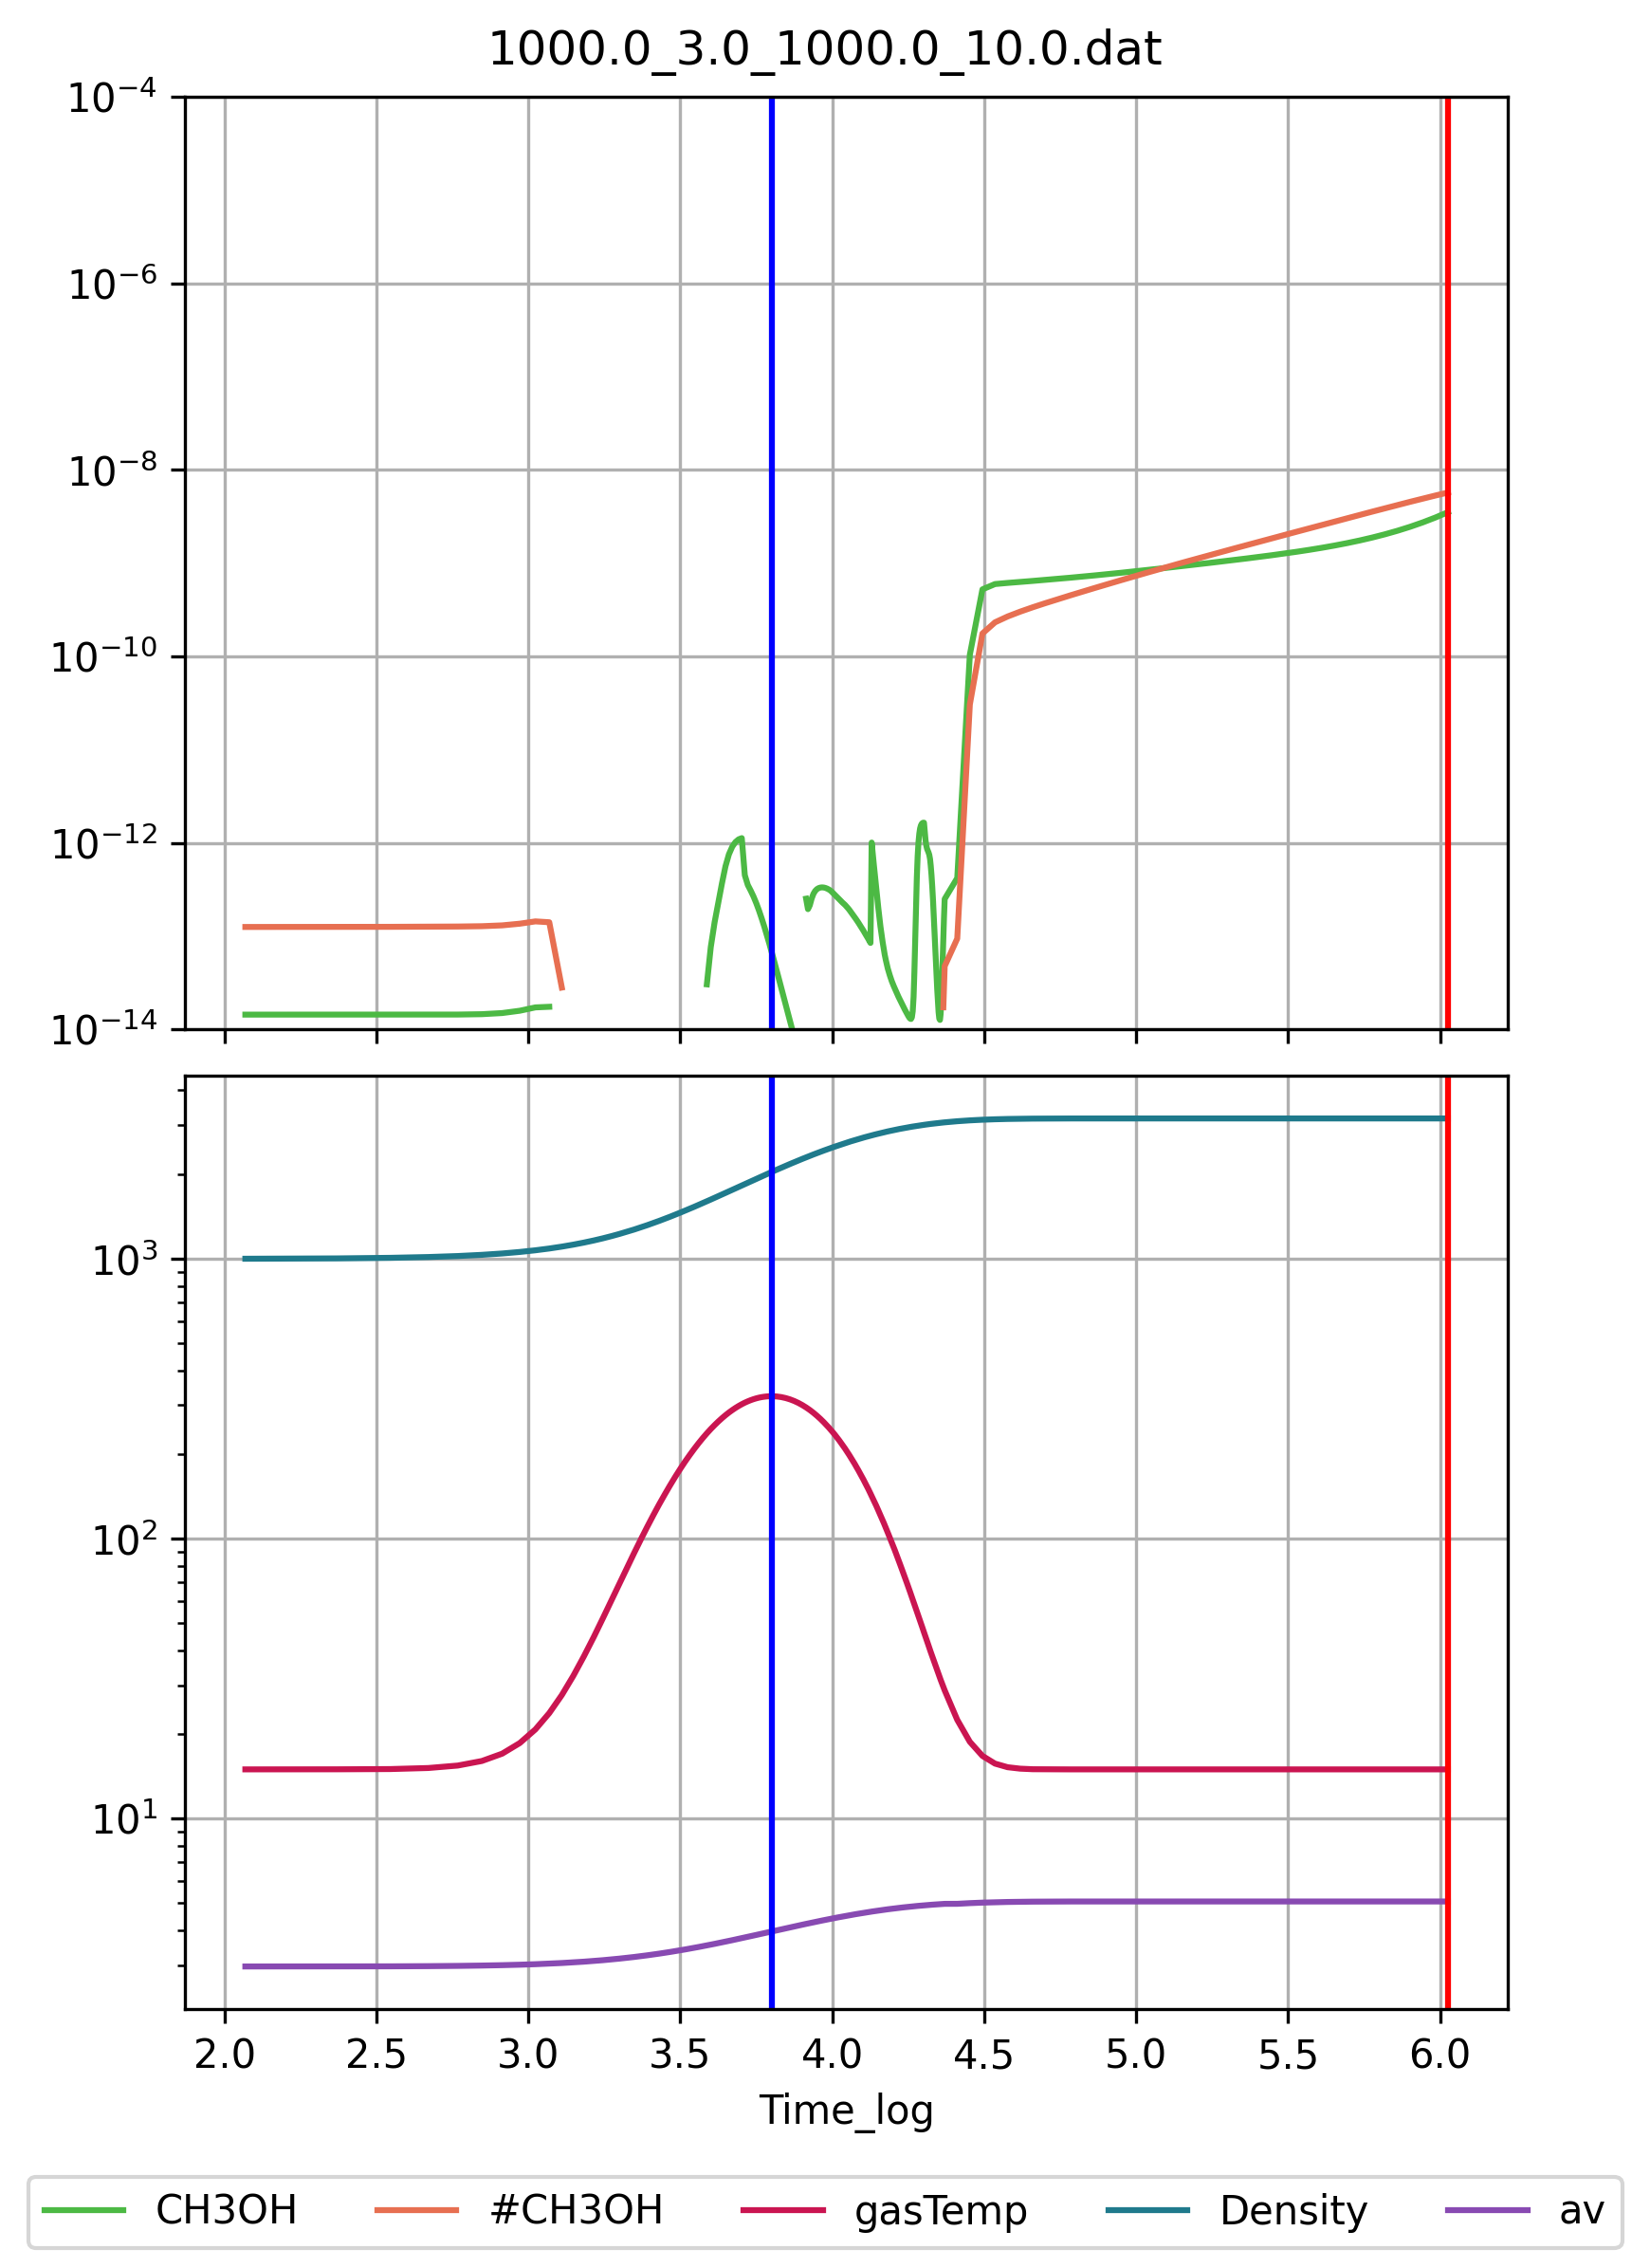 1000.0_3.0_1000.0_10.0.dat
10⁻⁴
10⁻⁶
10⁻⁸
10⁻¹⁰
10⁻¹²
10⁻¹⁴
10³
10²
10¹
2.0 2.5 3.0 3.5 4.0 4.5 5.0 5.5 6.0
Time_log
CH3OH #CH3OH gasTemp Density av